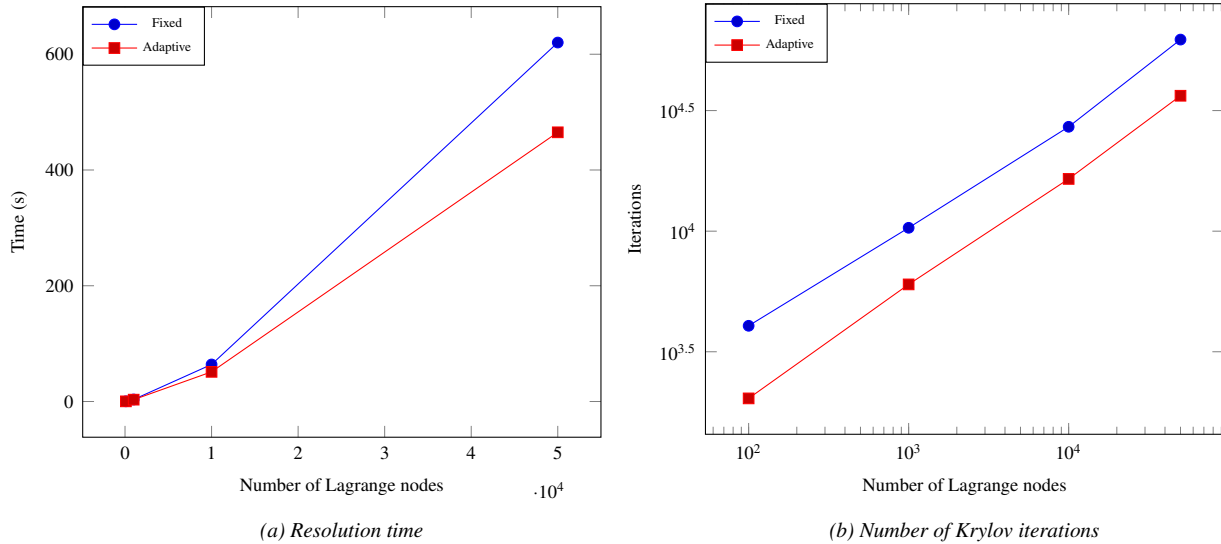 Fixed
Adaptive
600
400
200
0
Time (s)
0
1
2
3
4
5
·10^4
Number of Lagrange nodes
(a) Resolution time
Fixed
Adaptive
10^4.5
10^4
10^3.5
Iterations
10^2
10^3
10^4
Number of Lagrange nodes
(b) Number of Krylov iterations